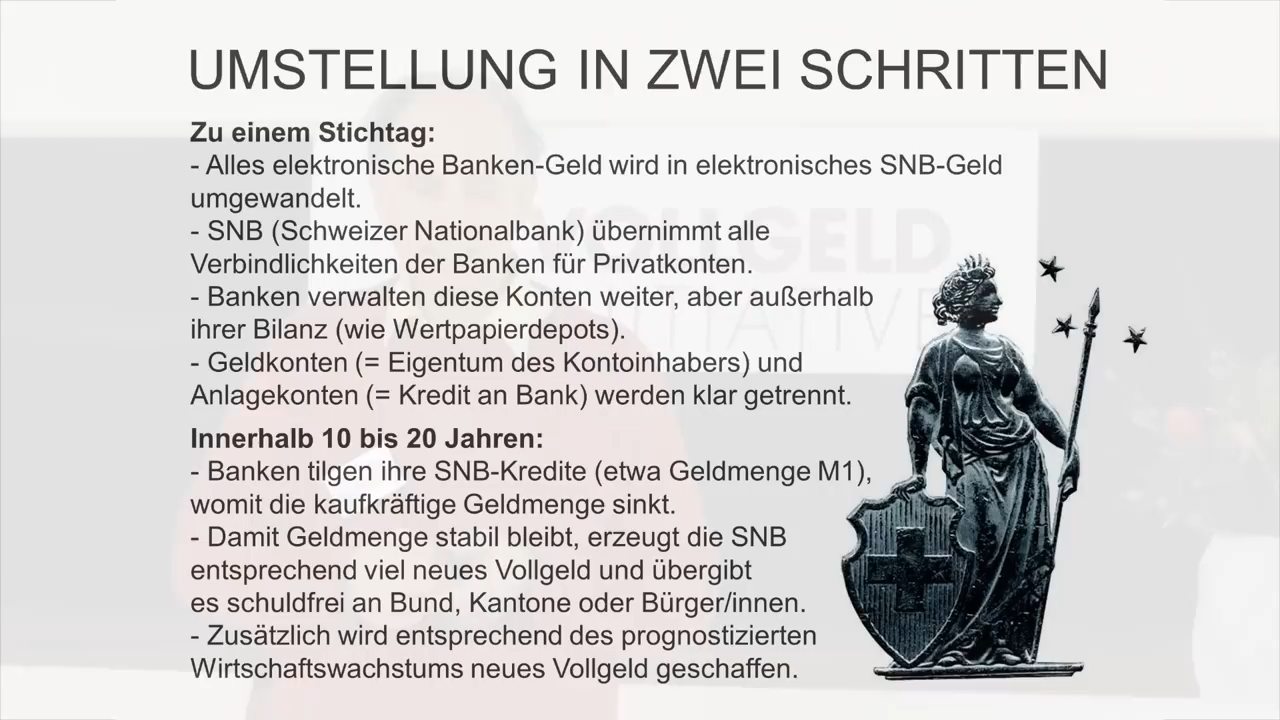 UMSTELLUNG IN ZWEI SCHRITTEN
Zu einem Stichtag:
- Alles elektronische Banken-Geld wird in elektronisches SNB-Geld
umgewandelt.
- SNB (Schweizer Nationalbank) übernimmt alle
Verbindlichkeiten der Banken für Privatkonten.
- Banken verwalten diese Konten weiter, aber außerhalb
ihrer Bilanz (wie Wertpapierdepots).
- Geldkonten (= Eigentum des Kontoinhabers) und
Anlagekonten (= Kredit an Bank) werden klar getrennt.
Innerhalb 10 bis 20 Jahren:
- Banken tilgen ihre SNB-Kredite (etwa Geldmenge M1),
womit die kaufkräftige Geldmenge sinkt.
- Damit Geldmenge stabil bleibt, erzeugt die SNB
entsprechend viel neues Vollgeld und übergibt
es schuldfrei an Bund, Kantone oder Bürger/innen.
- Zusätzlich wird entsprechend des prognostizierten
Wirtschaftswachstums neues Vollgeld geschaffen.